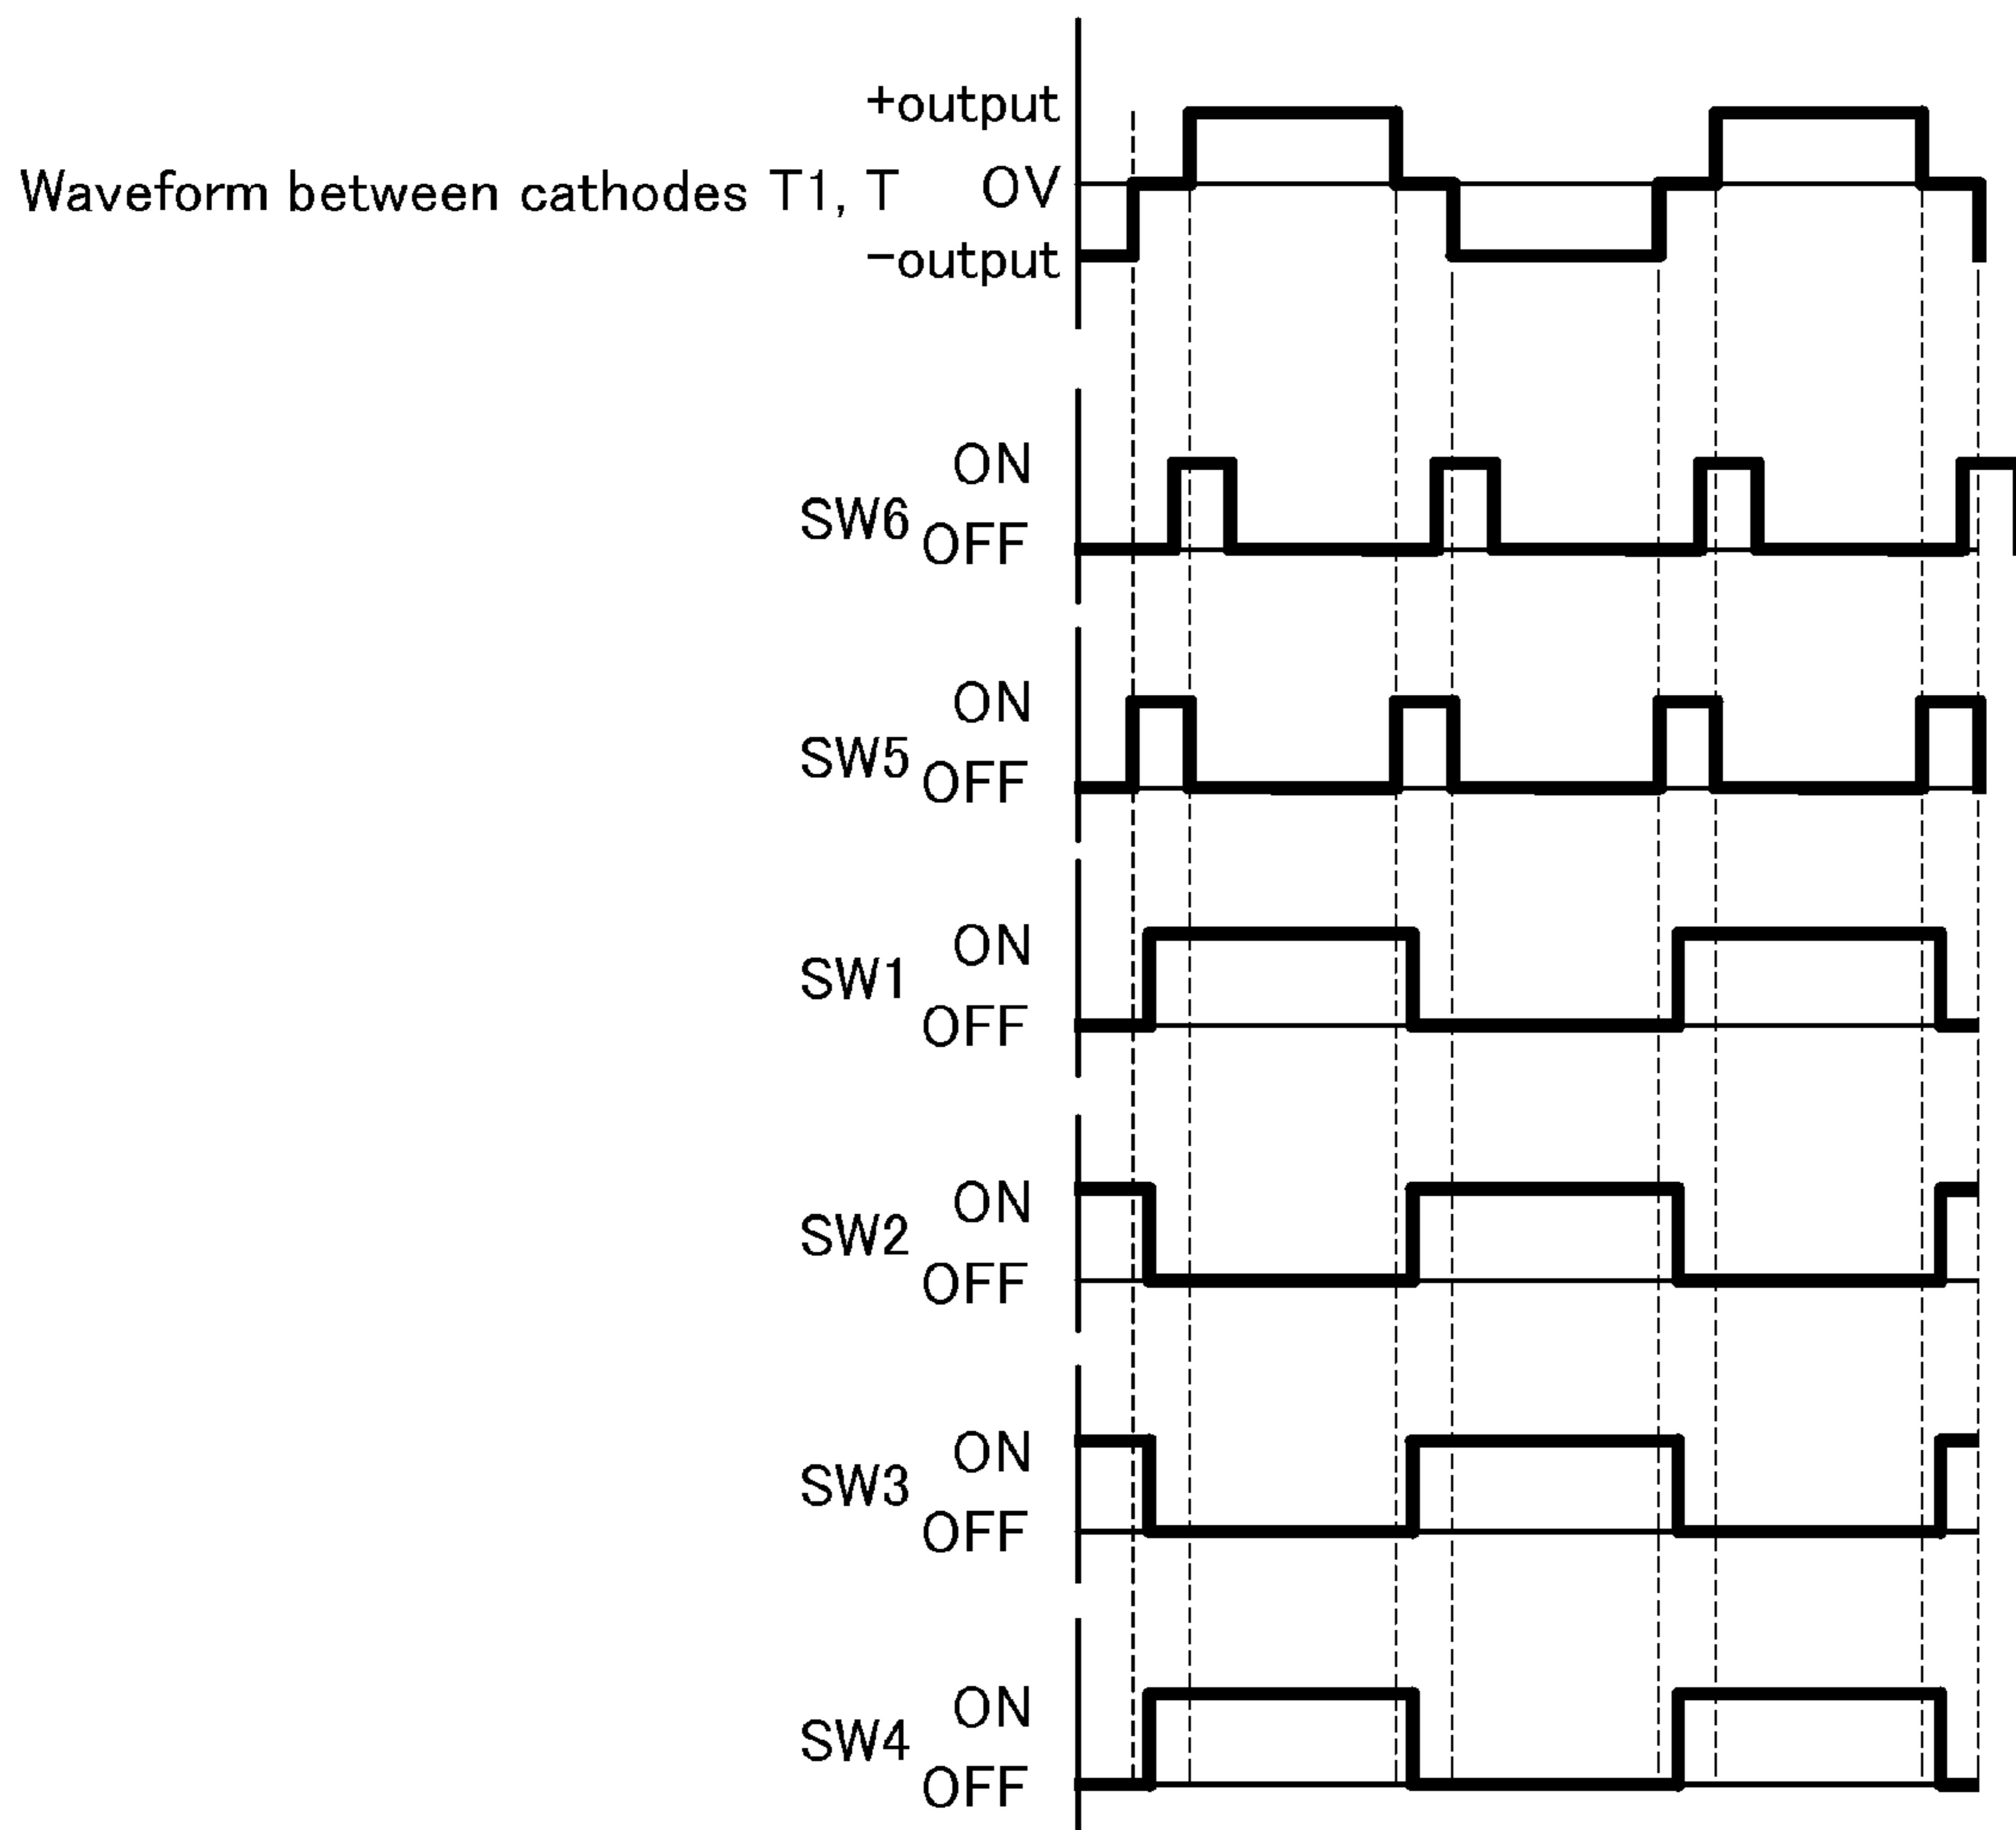 +output
Waveform between cathodes T1, T 0V
-output
ON
SW6
OFF
ON
SW5
OFF
ON
SW1
OFF
ON
SW2
OFF
ON
SW3
OFF
ON
SW4
OFF